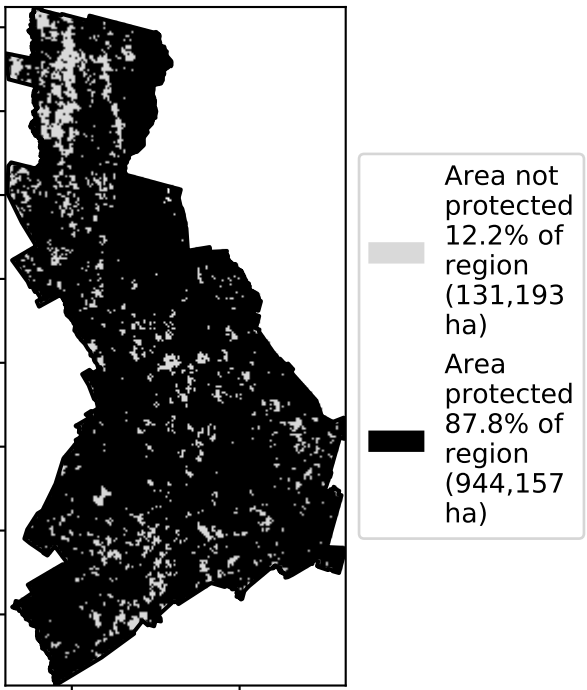 Area not
protected
12.2% of
region
(131,193
ha)
Area
protected
87.8% of
region
(944,157
ha)